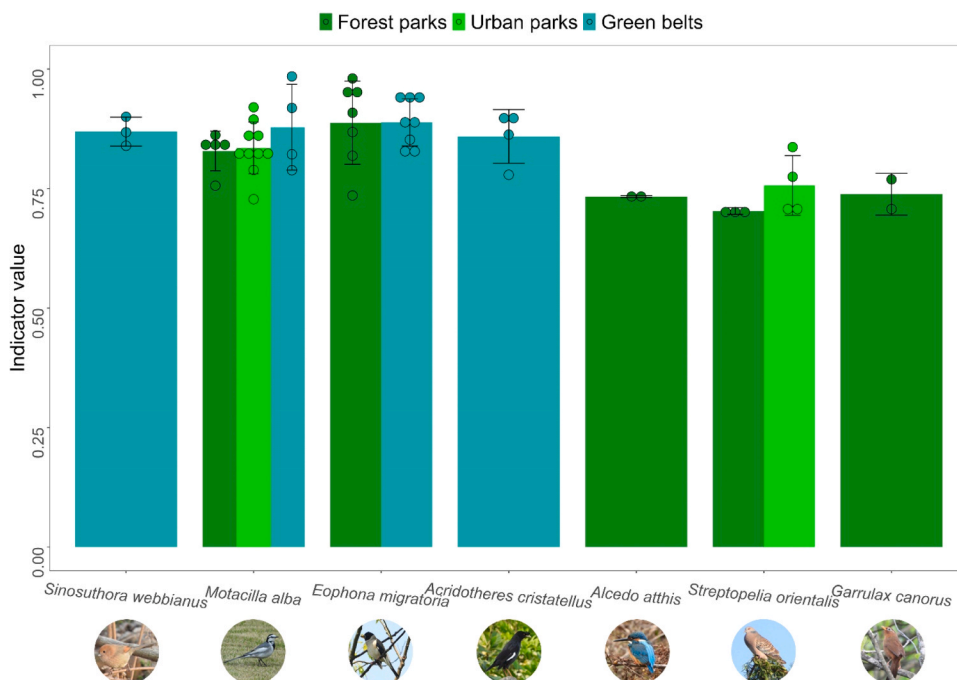 Forest parks Urban parks Green belts
Indicator value
1.00
0.75
0.50
0.25
0.00
Sinosuthora webbianus Motacilla alba Eophona migratoria Acridotheres cristatellus Alcedo atthis Streptopelia orientalis Garrulax canorus